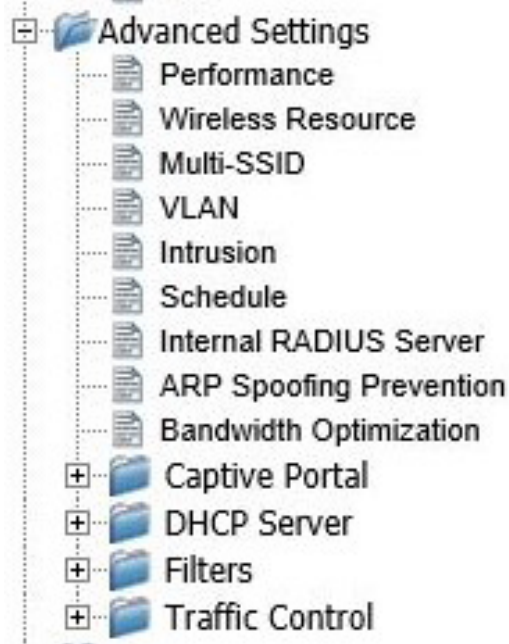 Advanced Settings
Performance
Wireless Resource
Multi-SSID
VLAN
Intrusion
Schedule
Internal RADIUS Server
ARP Spoofing Prevention
Bandwidth Optimization
Captive Portal
DHCP Server
Filters
Traffic Control